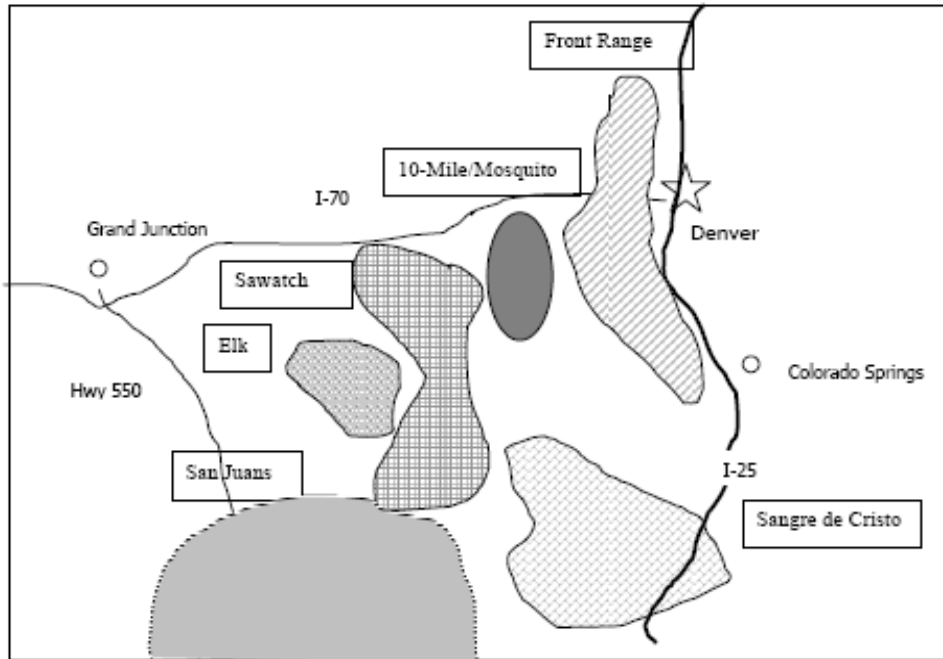 Front Range
10-Mile/Mosquito
I-70
Grand Junction
Denver
Sawatch
Elk
Colorado Springs
Hwy 550
San Juans
I-25
Sangre de Cristo